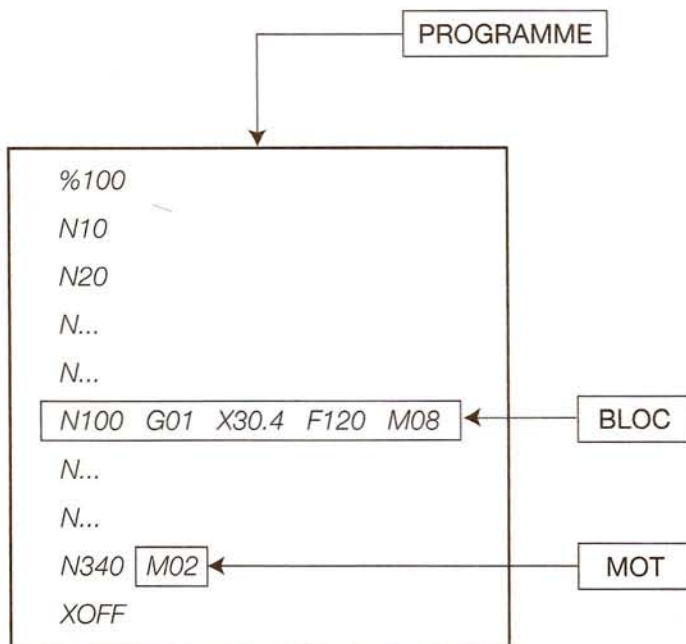 PROGRAMME
%100
N10
N20
N...
N...
N100 G01 X30.4 F120 M08
BLOC
N...
N...
N340 M02
MOT
XOFF